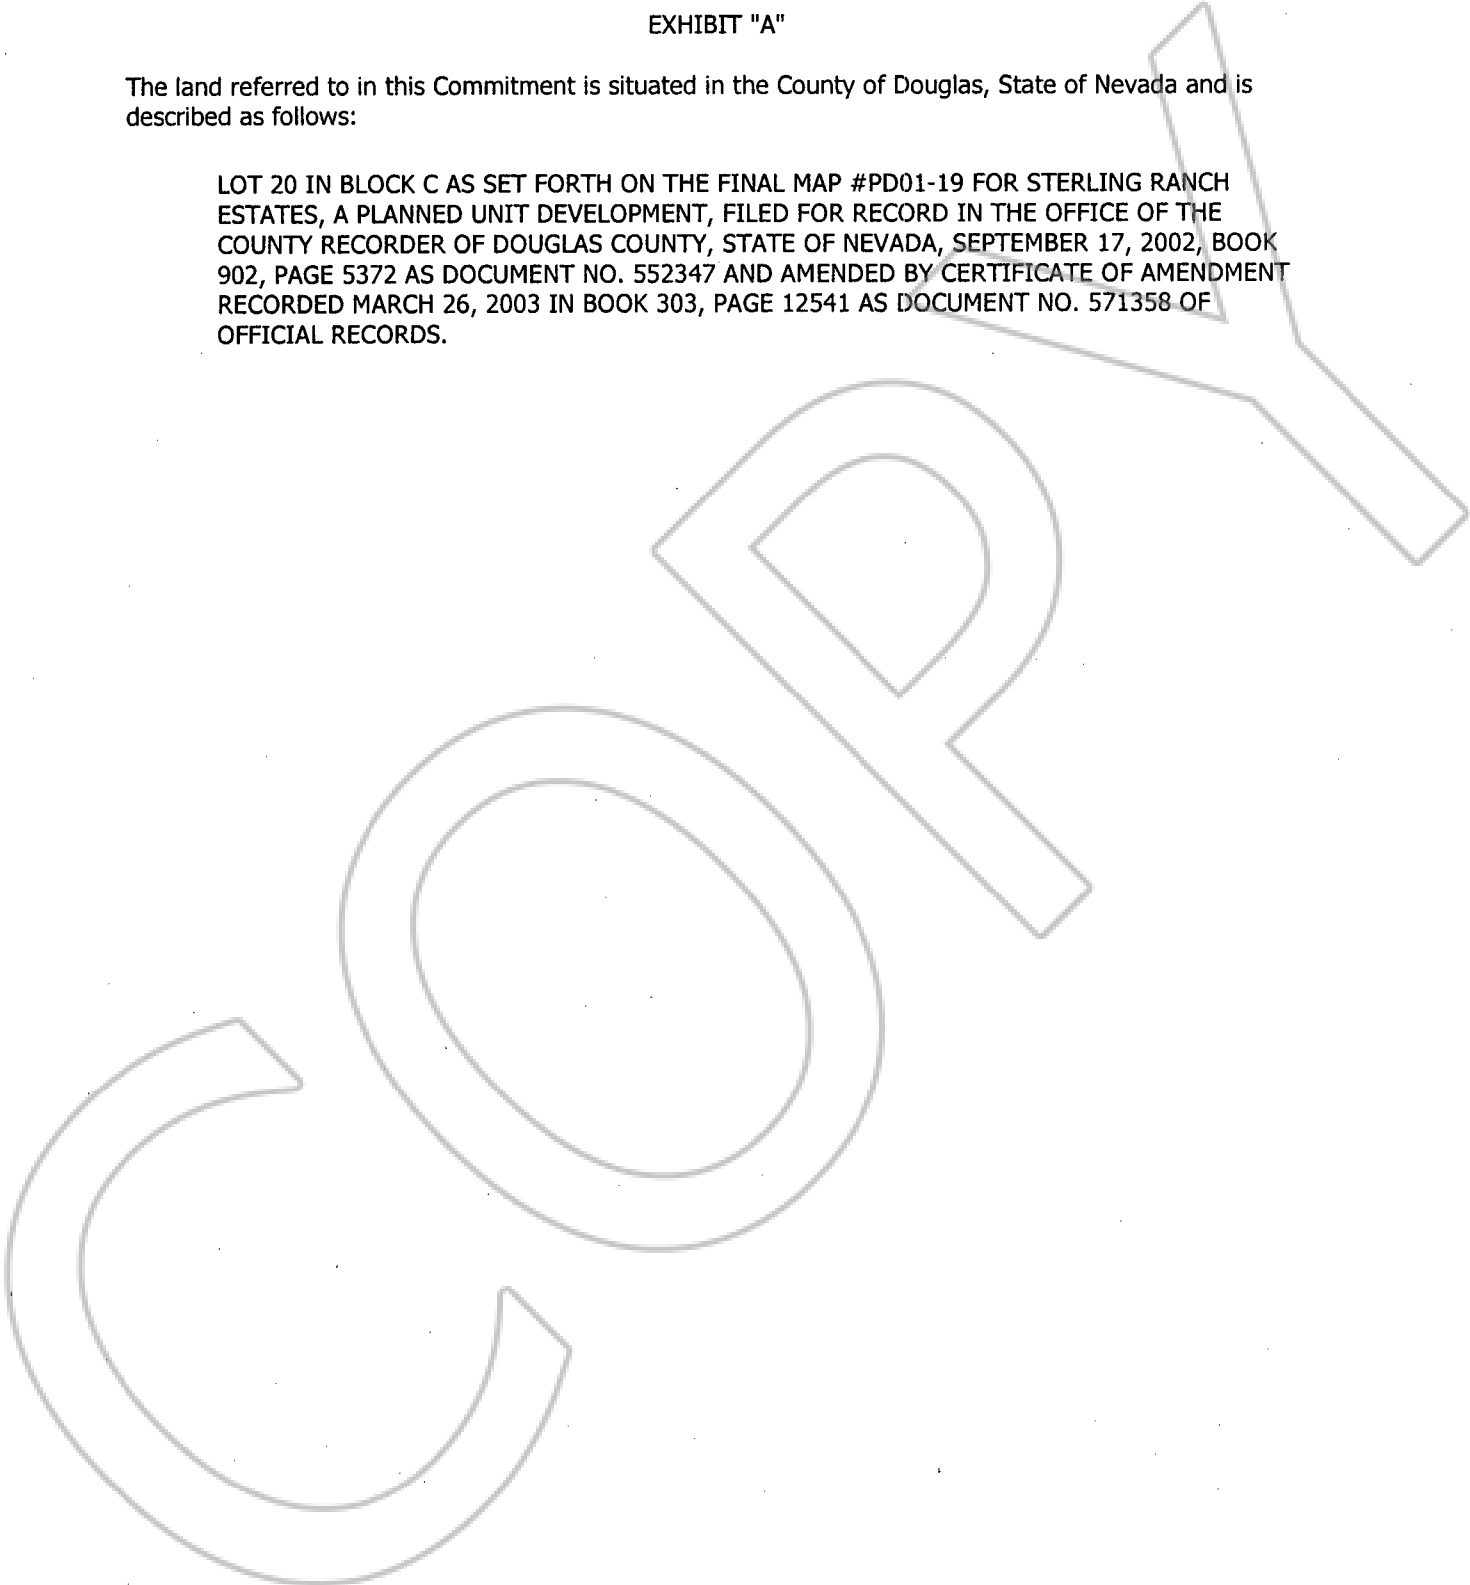 EXHIBIT "A"
The land referred to in this Commitment is situated in the County of Douglas, State of Nevada and is
described as follows:
LOT 20 IN BLOCK C AS SET FORTH ON THE FINAL MAP #PD01-19 FOR STERLING RANCH
ESTATES, A PLANNED UNIT DEVELOPMENT, FILED FOR RECORD IN THE OFFICE OF THE
COUNTY RECORDER OF DOUGLAS COUNTY, STATE OF NEVADA, SEPTEMBER 17, 2002, BOOK
902, PAGE 5372 AS DOCUMENT NO. 552347 AND AMENDED BY CERTIFICATE OF AMENDMENT
RECORDED MARCH 26, 2003 IN BOOK 303, PAGE 12541 AS DOCUMENT NO. 571358 OF
OFFICIAL RECORDS.
COPY